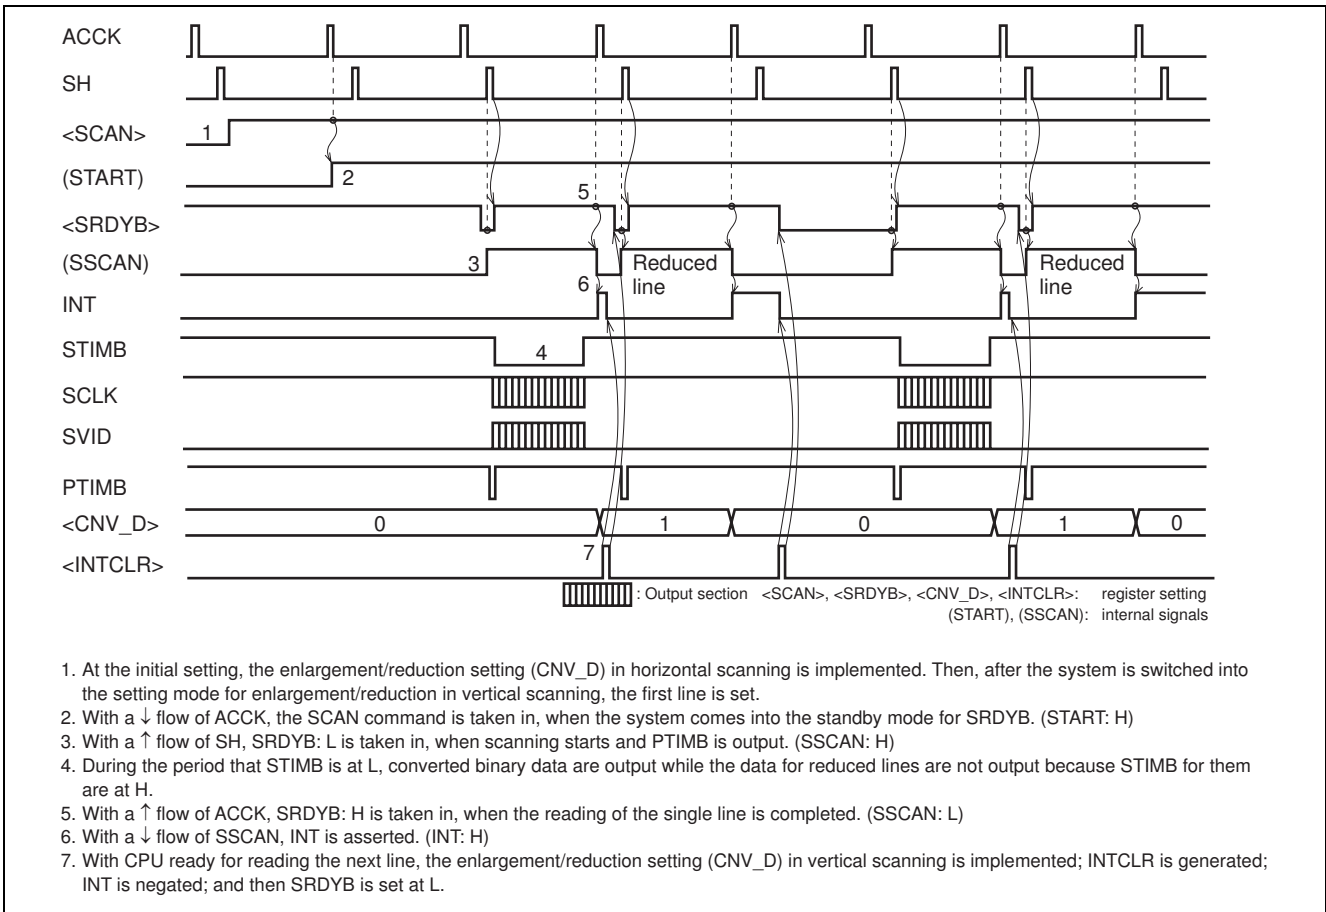 ACCK
SH
<SCAN>
1
(START)
2
5
<SRDYB>
(SSCAN)
3
Reduced
line
Reduced
line
6
INT
STIMB
4
SCLK
SVID
PTIMB
<CNV_D>
0
1
0
1
0
<INTCLR>
7
: Output section <SCAN>, <SRDYB>, <CNV_D>, <INTCLR>: register setting
(START), (SSCAN): internal signals
1. At the initial setting, the enlargement/reduction setting (CNV_D) in horizontal scanning is implemented. Then, after the system is switched into
the setting mode for enlargement/reduction in vertical scanning, the first line is set.
2. With a ↓ flow of ACCK, the SCAN command is taken in, when the system comes into the standby mode for SRDYB. (START: H)
3. With a ↑ flow of SH, SRDYB: L is taken in, when scanning starts and PTIMB is output. (SSCAN: H)
4. During the period that STIMB is at L, converted binary data are output while the data for reduced lines are not output because STIMB for them
are at H.
5. With a ↑ flow of ACCK, SRDYB: H is taken in, when the reading of the single line is completed. (SSCAN: L)
6. With a ↓ flow of SSCAN, INT is asserted. (INT: H)
7. With CPU ready for reading the next line, the enlargement/reduction setting (CNV_D) in vertical scanning is implemented; INTCLR is generated;
INT is negated; and then SRDYB is set at L.